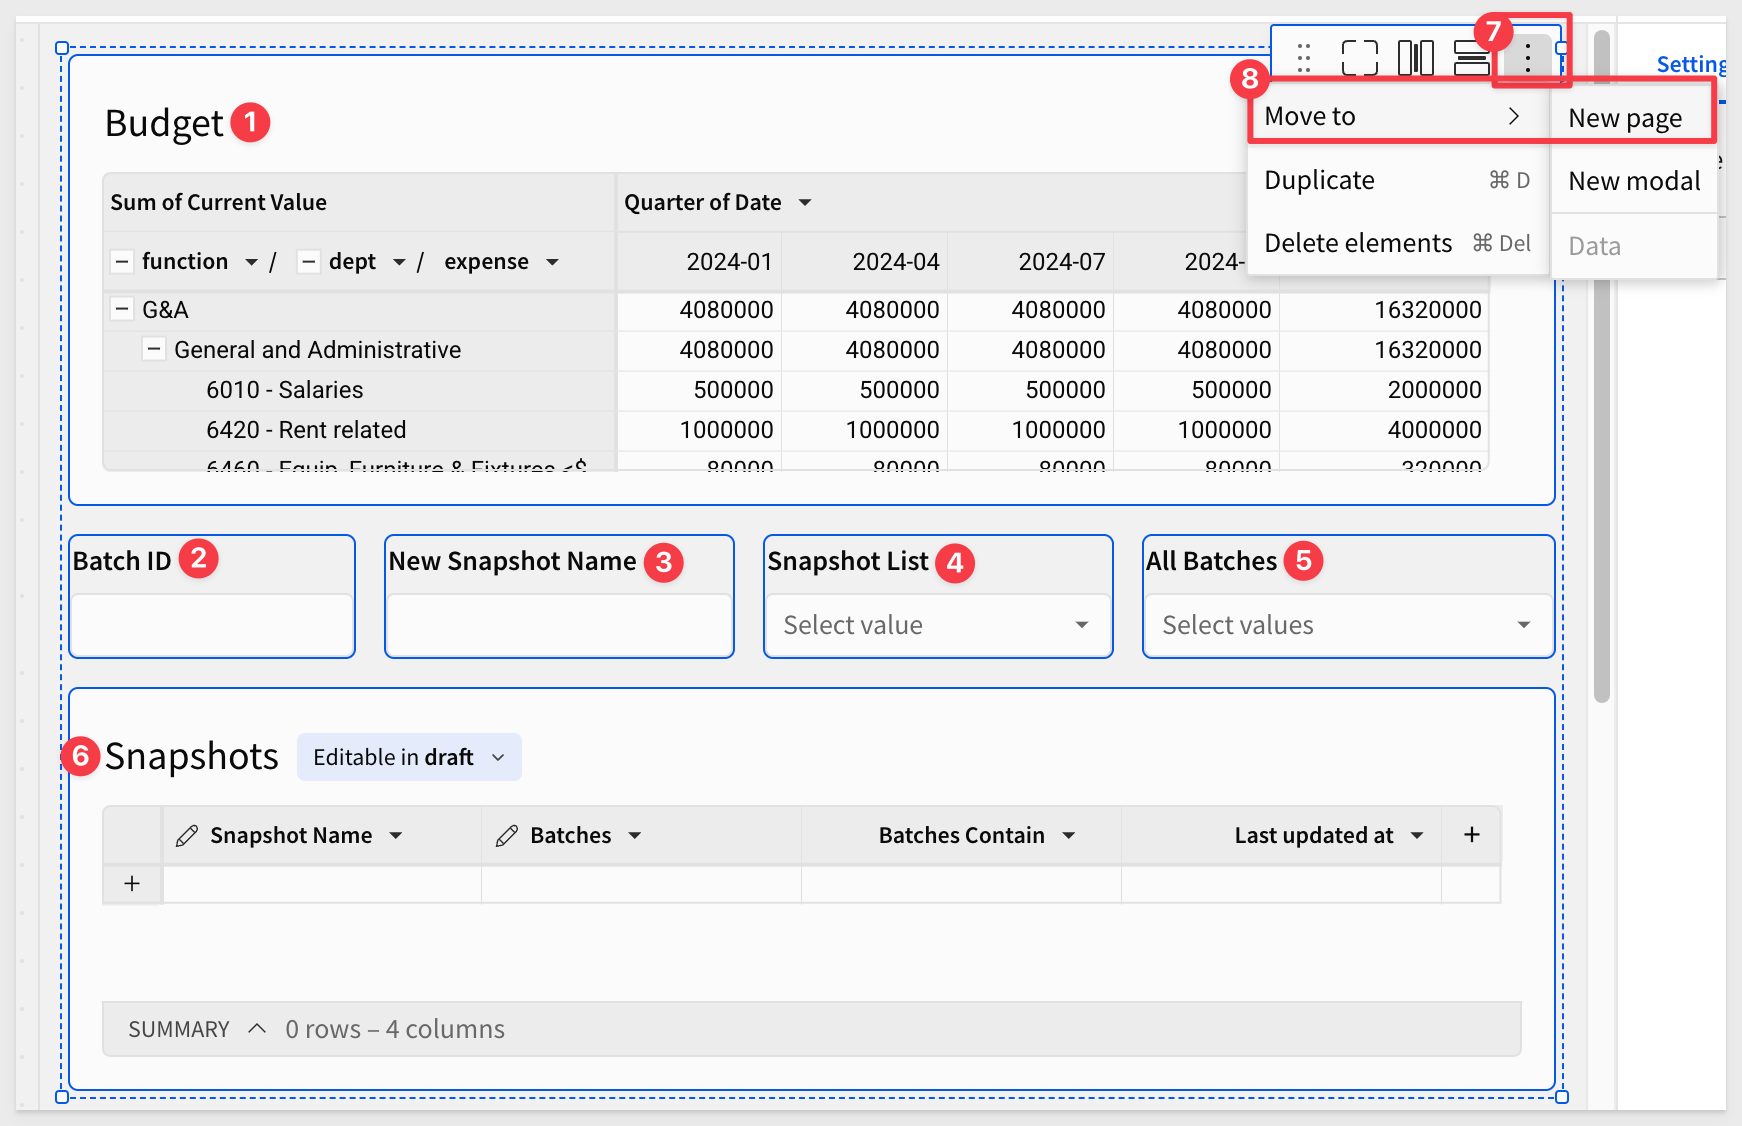 7
Setting
8
Move to
New page
Budget 1
Duplicate ⌘ D
New modal
Sum of Current Value
Quarter of Date
Delete elements ⌘ Del
Data
function / dept / expense
2024-01 2024-04 2024-07 2024-
G&A 4080000 4080000 4080000 4080000 16320000
General and Administrative 4080000 4080000 4080000 4080000 16320000
6010 - Salaries 500000 500000 500000 500000 2000000
6420 - Rent related 1000000 1000000 1000000 1000000 4000000
6460 - Equip, Furniture & Fixtures <$ 80000 80000 80000 80000 320000
Batch ID 2
New Snapshot Name 3
Snapshot List 4
All Batches 5
Select value
Select values
6 Snapshots
Editable in draft
Snapshot Name
Batches
Batches Contain
Last updated at
+
+
SUMMARY 0 rows – 4 columns